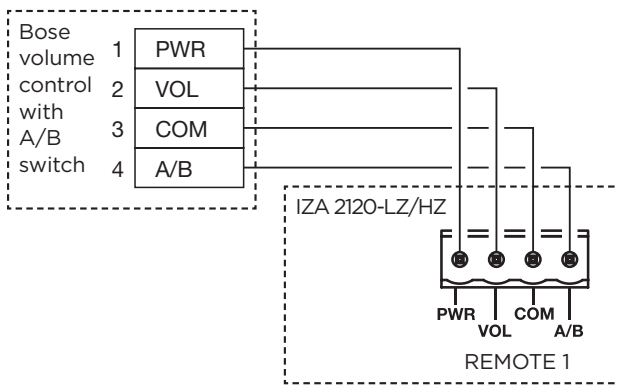 Bose
volume
control
with
A/B
switch
1 PWR
2 VOL
3 COM
4 A/B
IZA 2120-LZ/HZ
PWR
VOL
COM
A/B
REMOTE 1